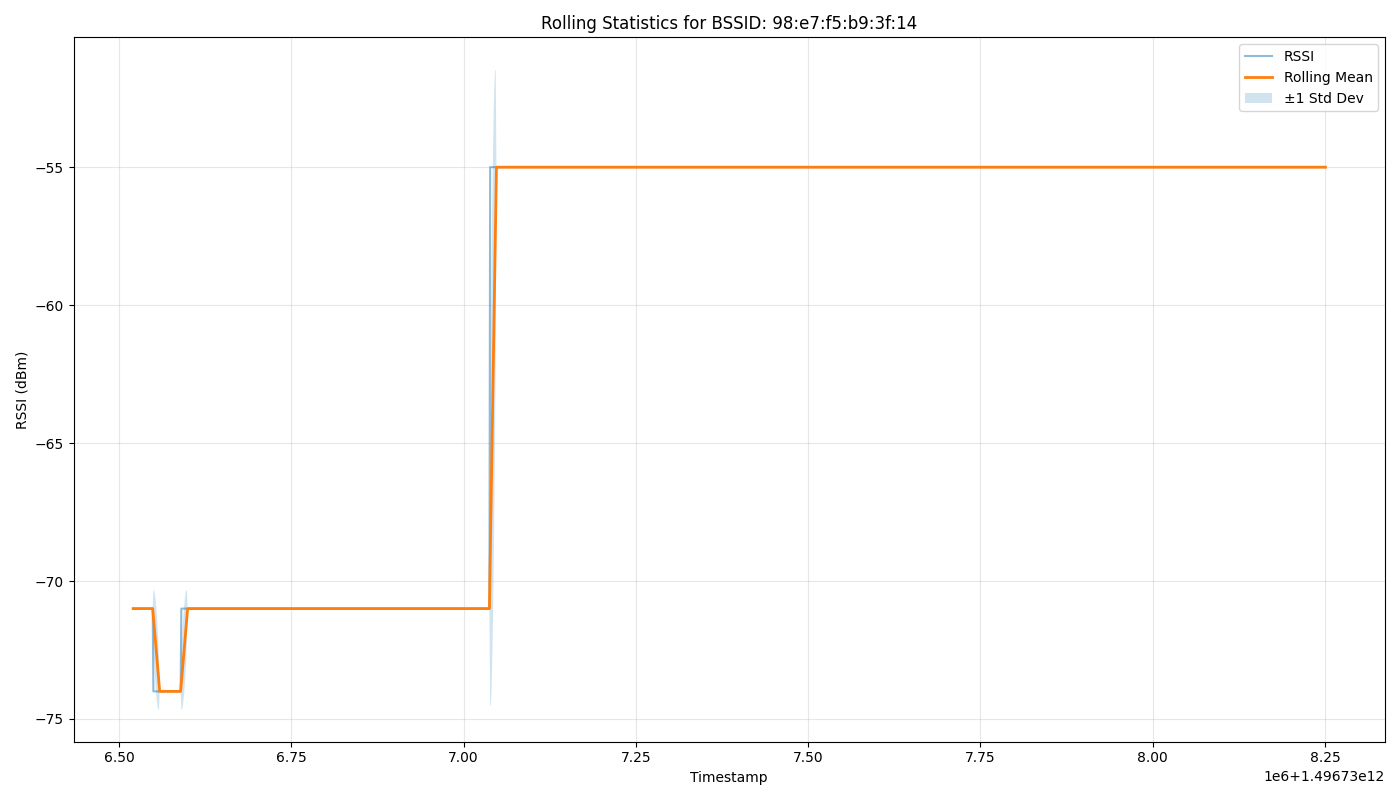 Rolling Statistics for BSSID: 98:e7:f5:b9:3f:14
RSSI
Rolling Mean
±1 Std Dev
RSSI (dBm)
−55
−60
−65
−70
−75
6.50 6.75 7.00 7.25 7.50 7.75 8.00 8.25
Timestamp
1e6+1.49673e12